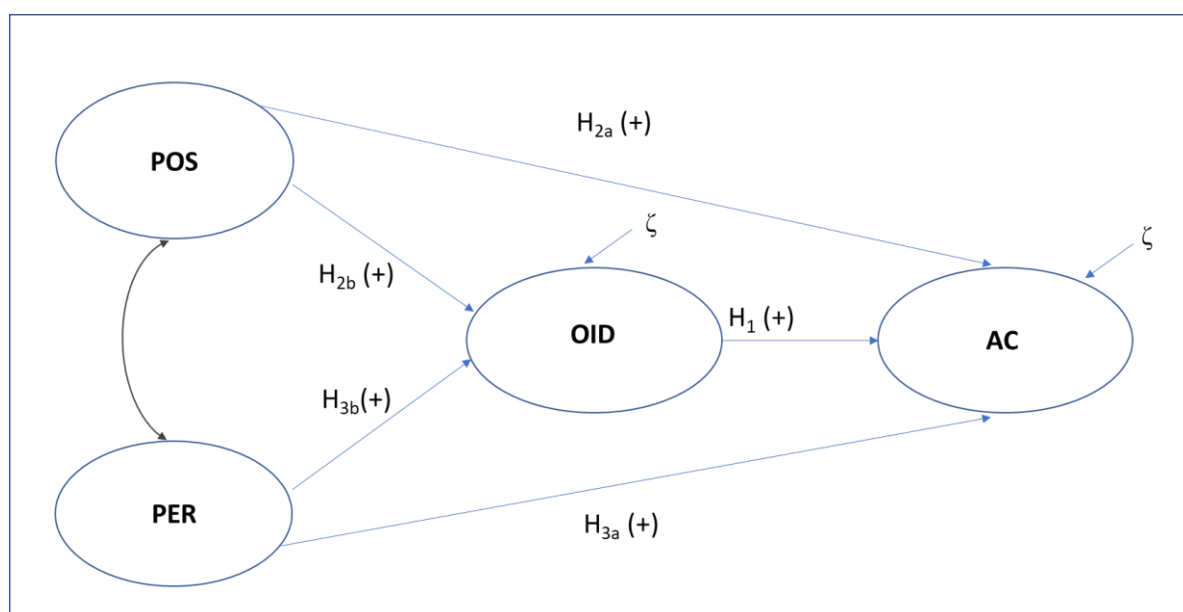 POS
H2a (+)
H2b (+)
ζ
ζ
OID
H1 (+)
AC
H3b(+)
PER
H3a (+)